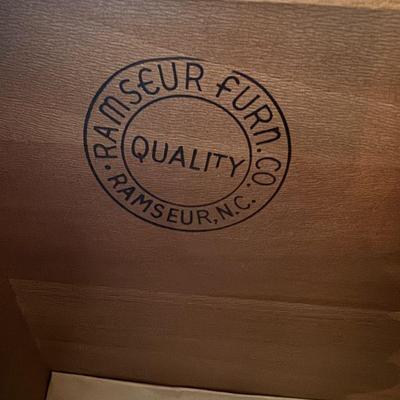 RAMSEUR FURN. CO.
QUALITY
RAMSEUR, N.C.